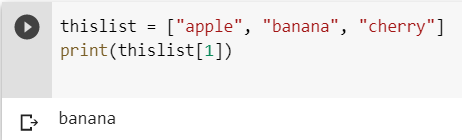 thislist = ["apple", "banana", "cherry"]
print(thislist[1])
banana